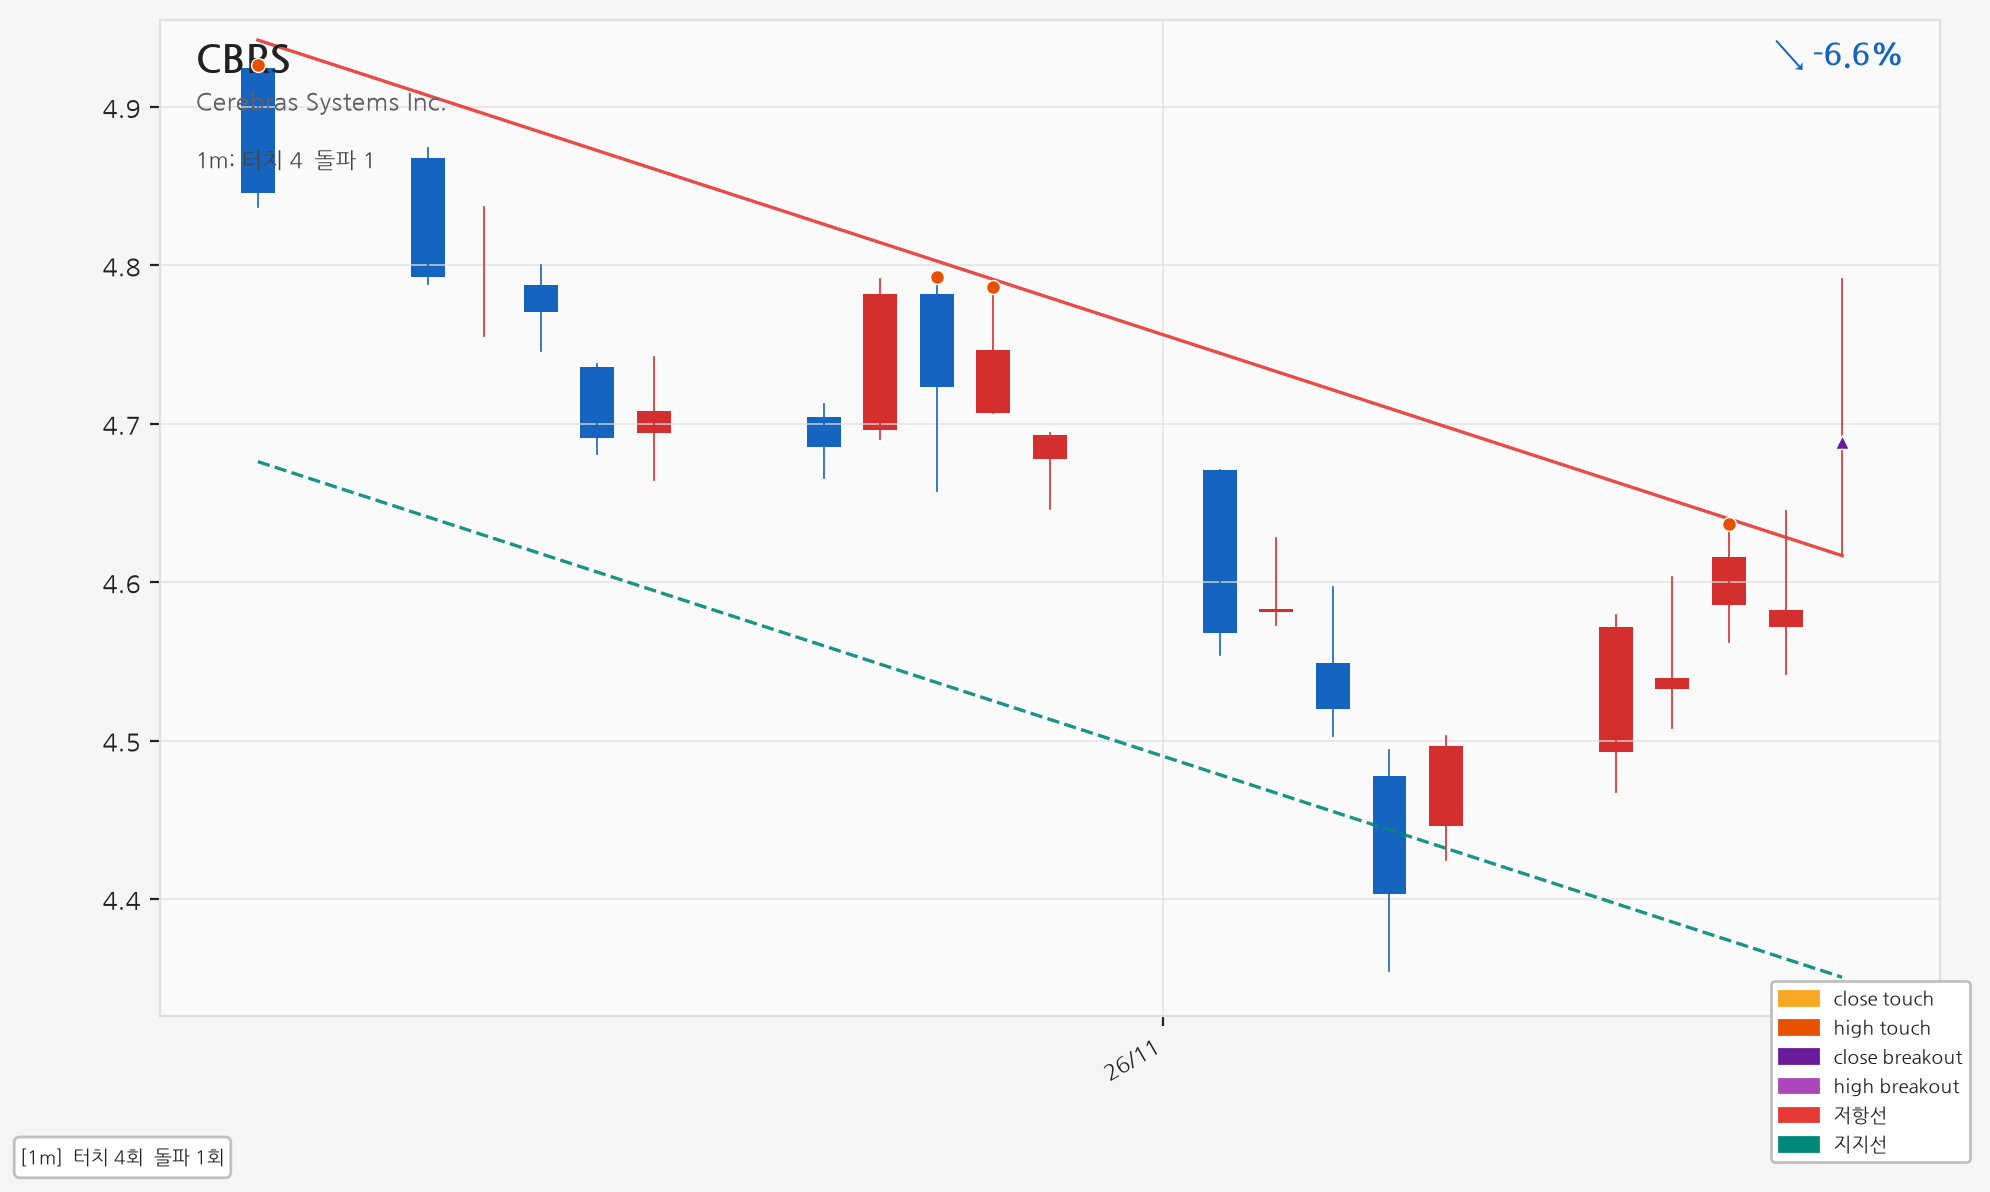 CBRS
-6.6%
Cerebras Systems Inc.
1m: 터치 4 돌파 1
4.9
4.8
4.7
4.6
4.5
4.4
26/11
close touch
high touch
close breakout
high breakout
저항선
지지선
[1m] 터치 4회 돌파 1회